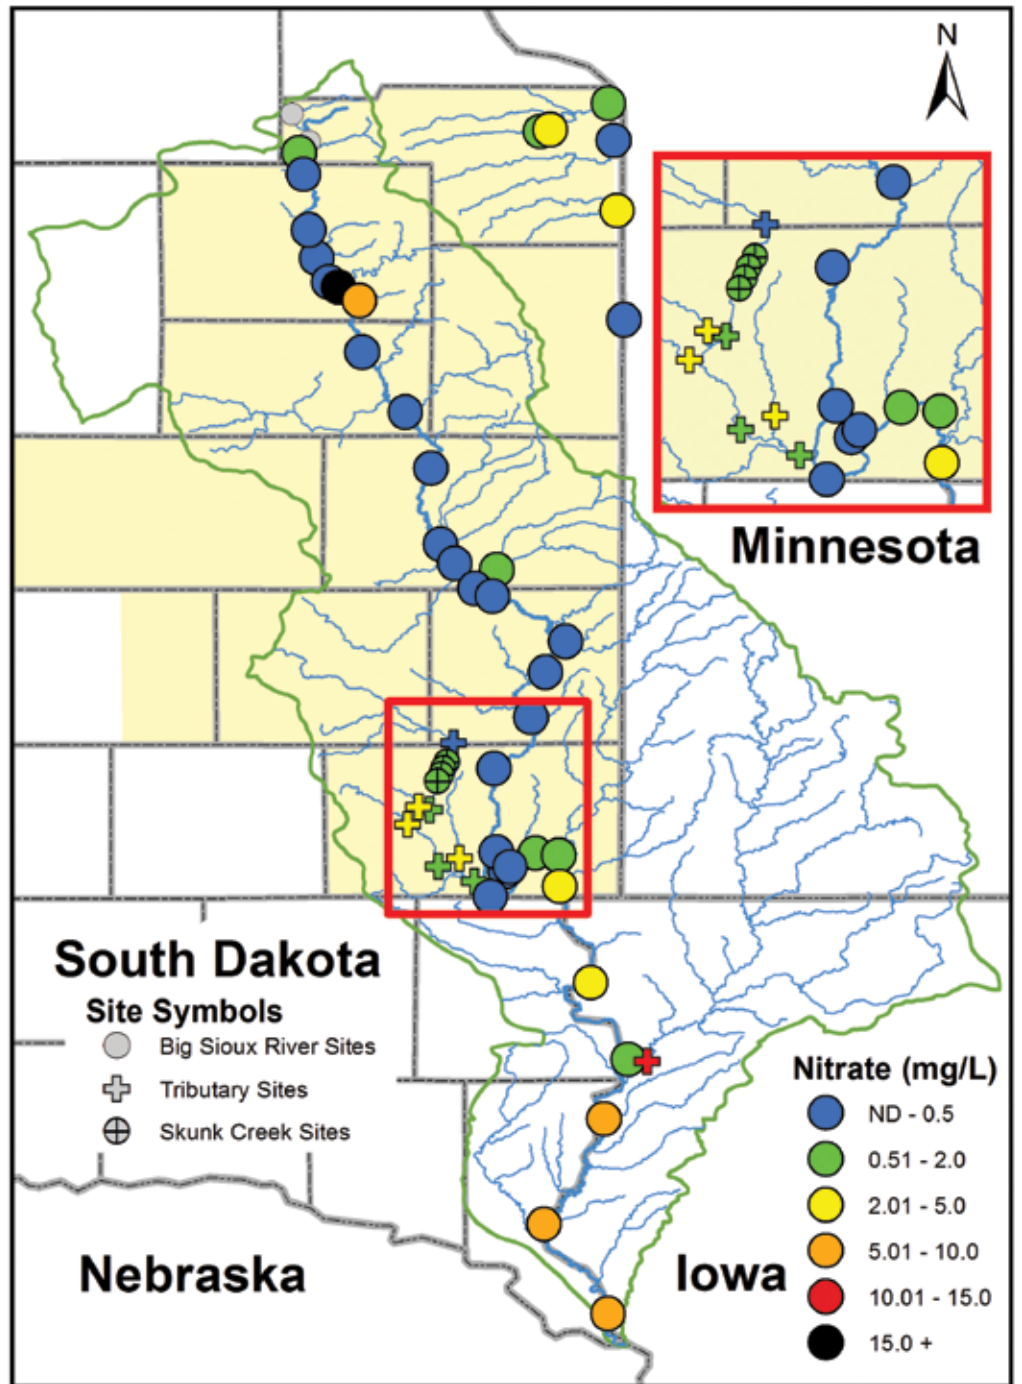 N
Minnesota
South Dakota
Site Symbols
Big Sioux River Sites
Tributary Sites
Skunk Creek Sites
Nitrate (mg/L)
ND - 0.5
0.51 - 2.0
2.01 - 5.0
5.01 - 10.0
10.01 - 15.0
15.0 +
Nebraska
Iowa